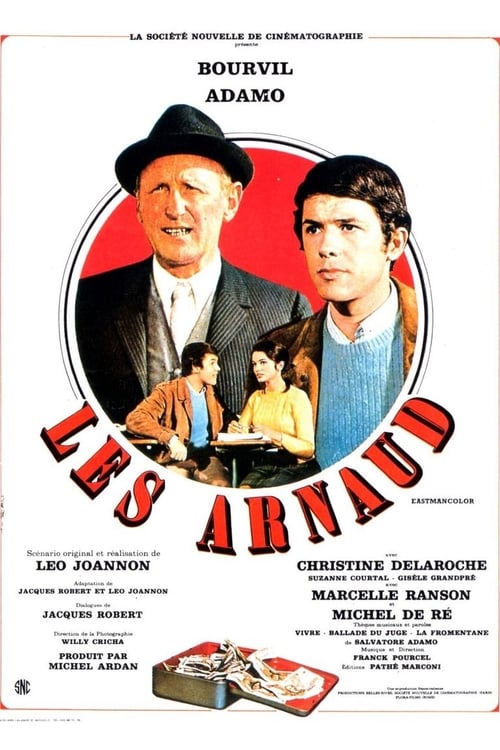 LA SOCIÉTÉ NOUVELLE DE CINÉMATOGRAPHIE
présente
BOURVIL
ADAMO
LES ARNAUD
EASTMANCOLOR
Scénario original et réalisation de
LEO JOANNON
Adaptation de
JACQUES ROBERT ET LEO JOANNON
Dialogues de
JACQUES ROBERT
Direction de la Photographie
WILLY CRICHA
PRODUIT PAR
MICHEL ARDAN
avec
CHRISTINE DELAROCHE
SUZANNE COURTAL - GISÈLE GRANDPRÉ
avec
MARCELLE RANSON
et
MICHEL DE RÉ
Thèmes musicaux et paroles
VIVRE - BALLADE DU JUGE - LA FROMENTANE
de SALVATORE ADAMO
Musique et Direction
FRANCK POURCEL
Éditions PATHÉ MARCONI
SNC